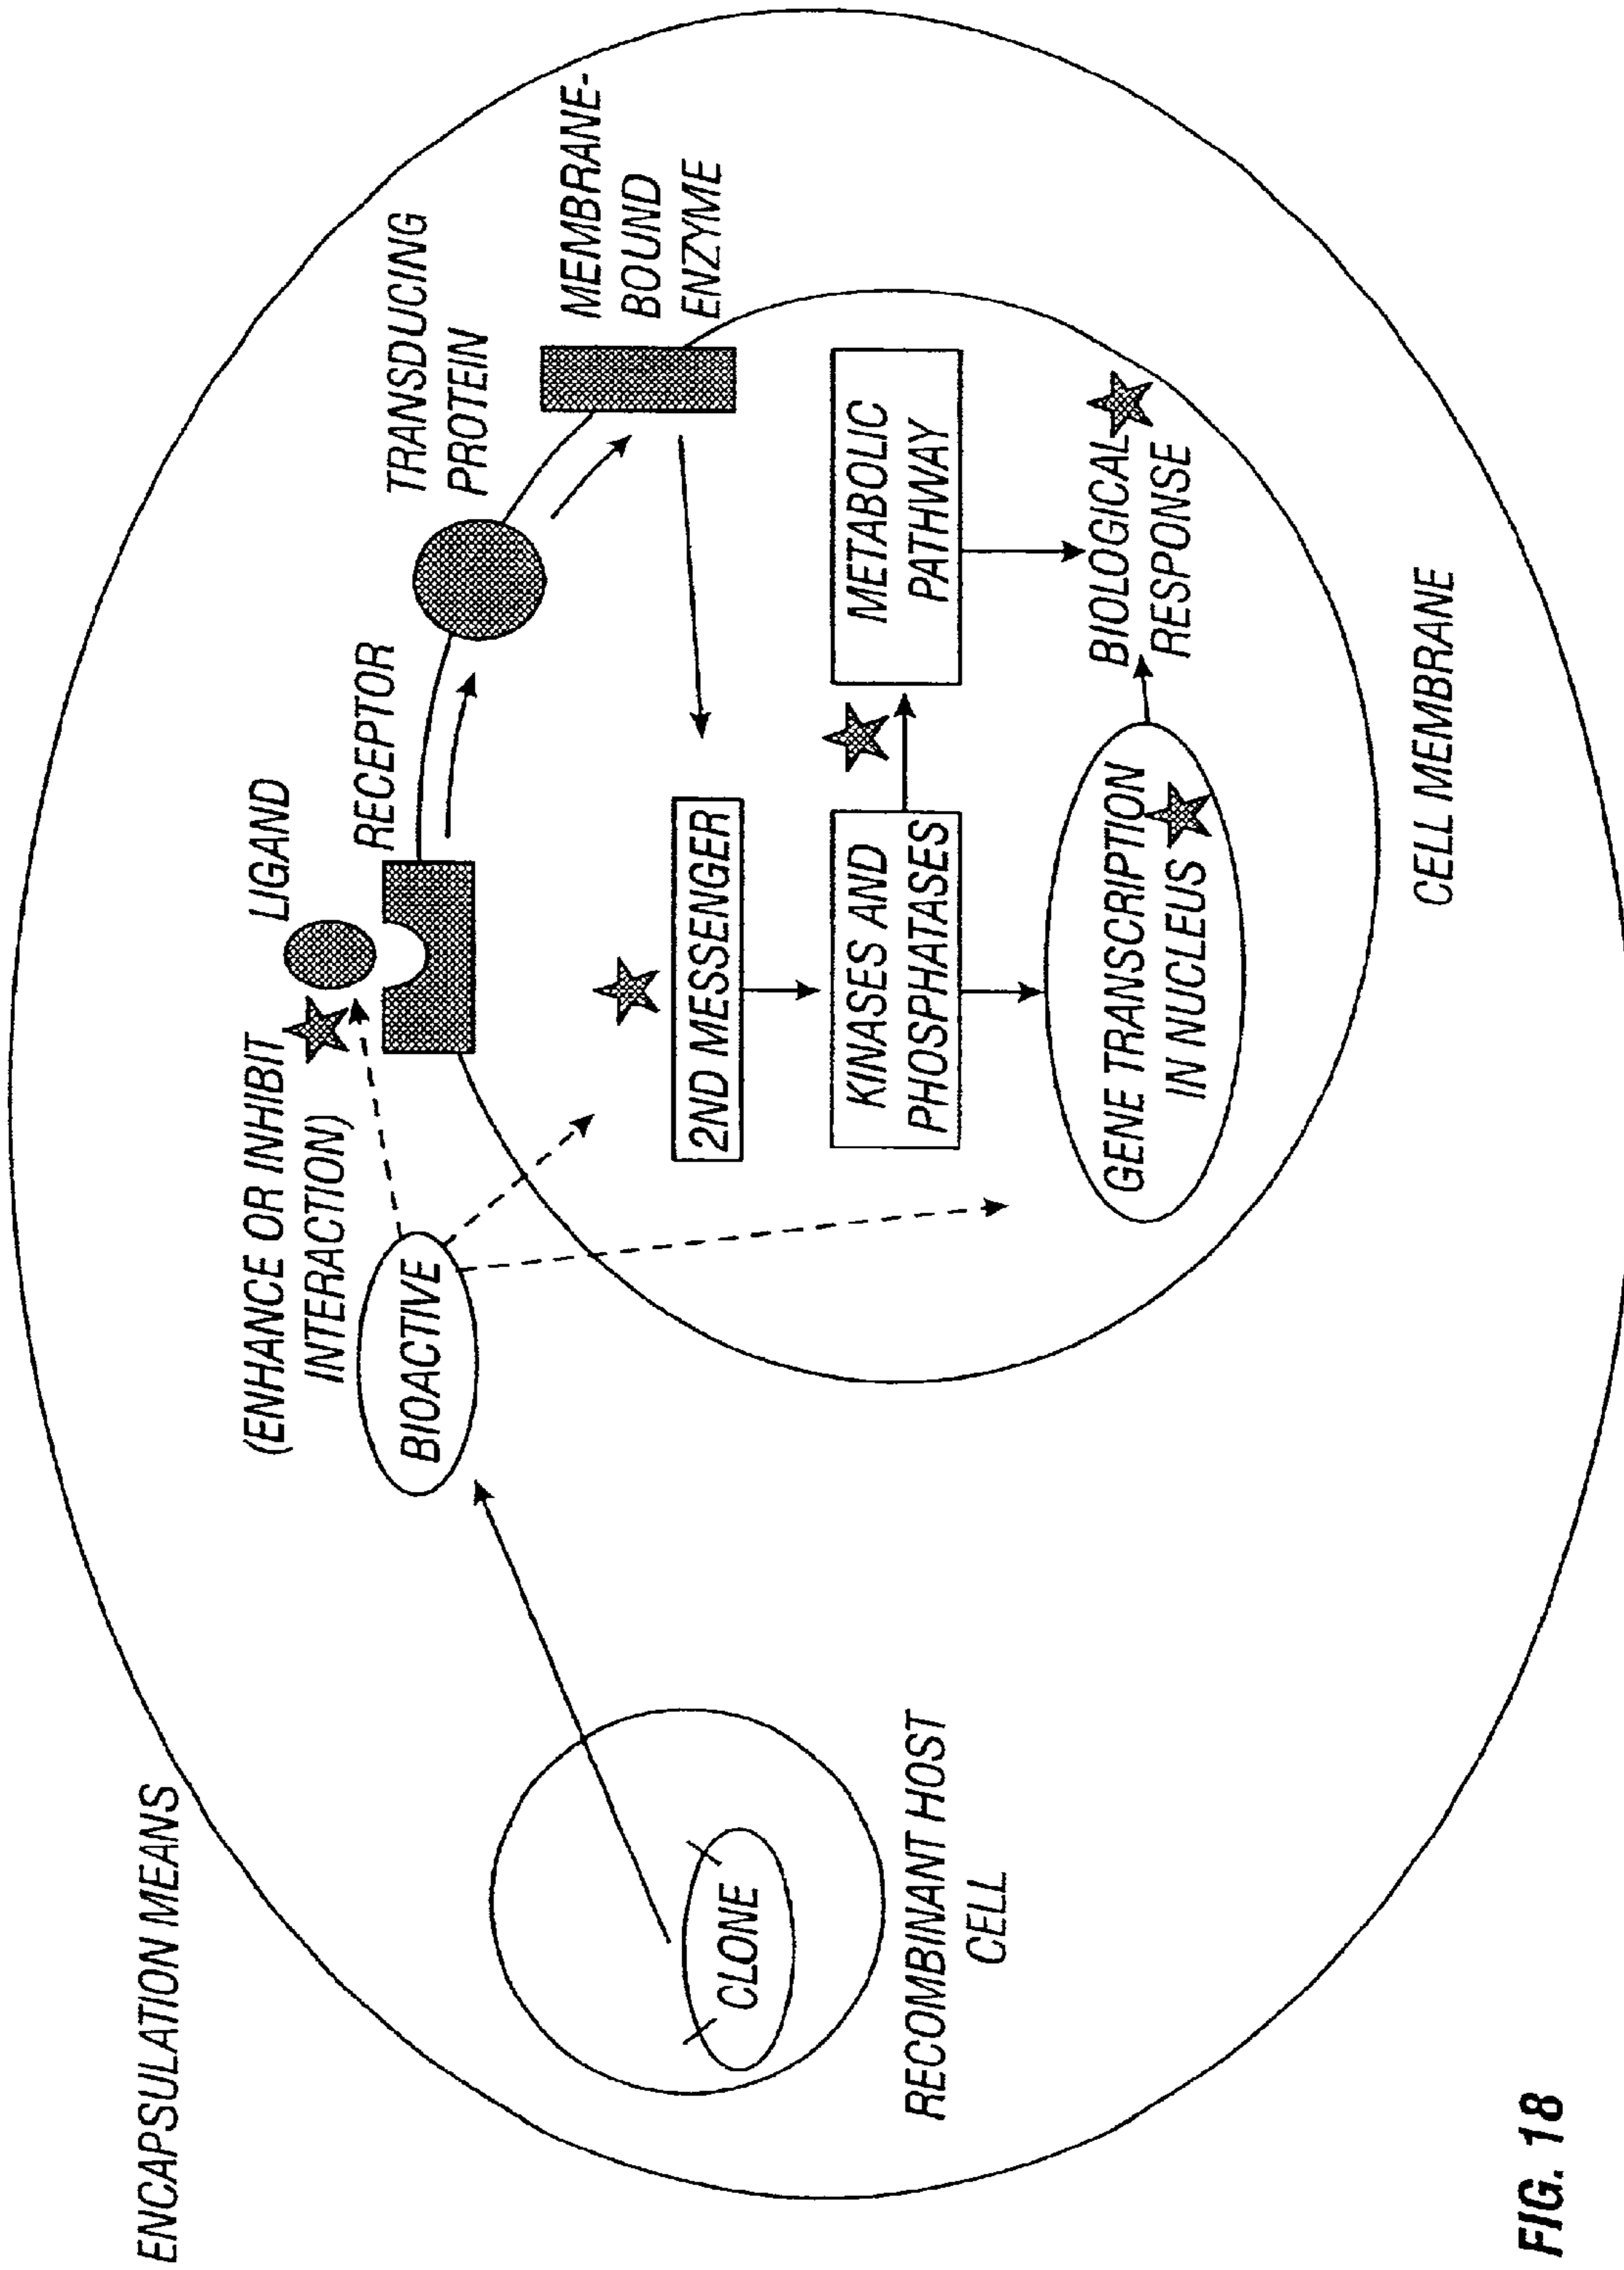 ENCAPSULATION MEANS
(ENHANCE OR INHIBIT
INTERACTION)
LIGAND
RECEPTOR
TRANSDUCING
PROTEIN
MEMBRANE-
BOUND
ENZYME
BIOACTIVE
2ND MESSENGER
KINASES AND
PHOSPHATASES
METABOLIC
PATHWAY
GENE TRANSCRIPTION
IN NUCLEUS
BIOLOGICAL
RESPONSE
CLONE
RECOMBINANT HOST
CELL
CELL MEMBRANE
FIG. 18